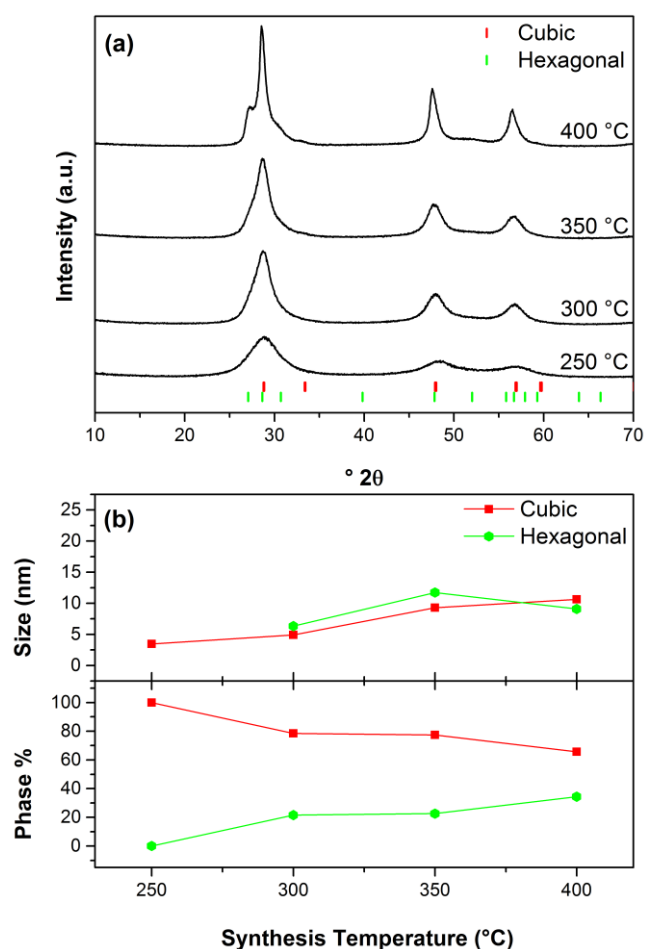 (a)
Cubic
Hexagonal
400 °C
350 °C
300 °C
250 °C
Intensity (a.u.)
10 20 30 40 50 60 70
° 2θ
(b)
Cubic
Hexagonal
25
20
15
10
5
0
Size (nm)
100
80
60
40
20
0
Phase %
250 300 350 400
Synthesis Temperature (°C)